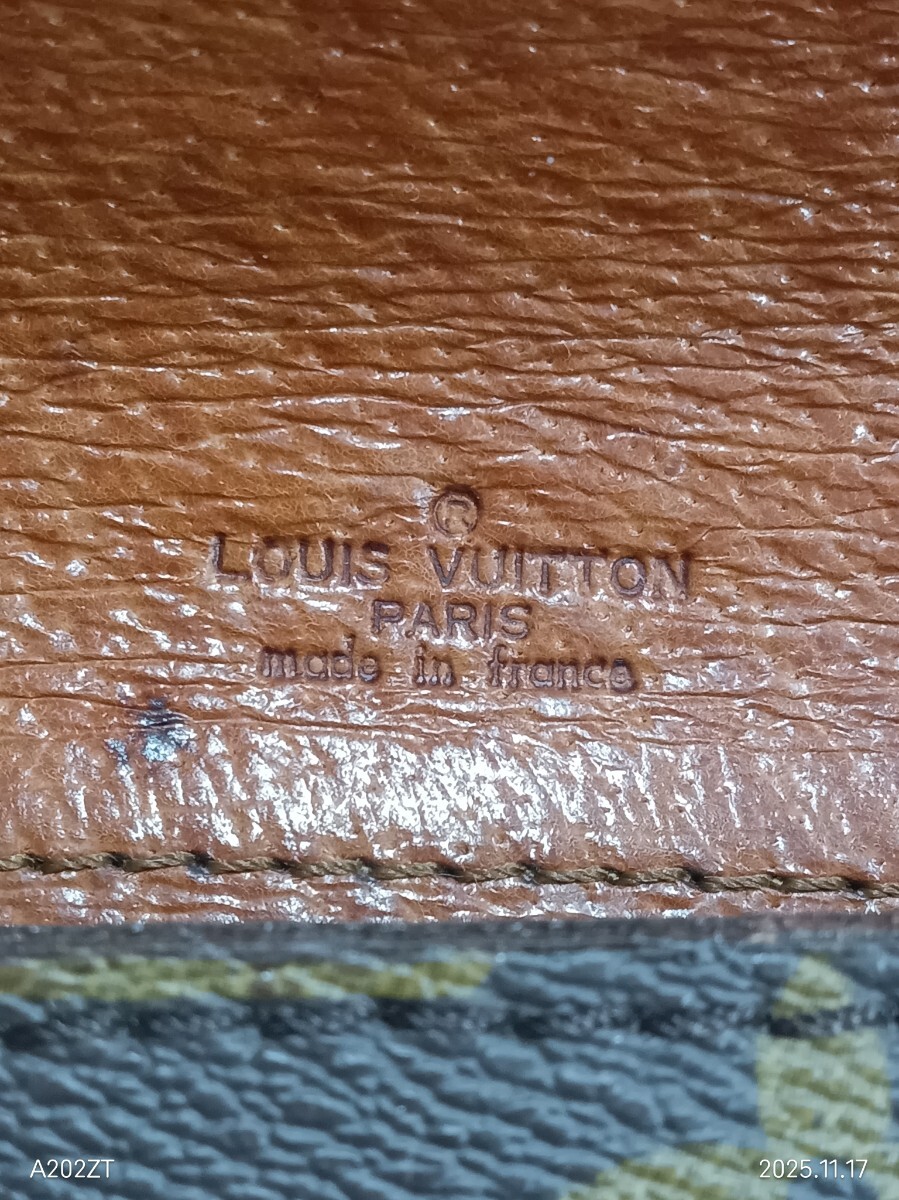 ®
LOUIS VUITTON
PARIS
made in france
A202ZT
2025.11.17